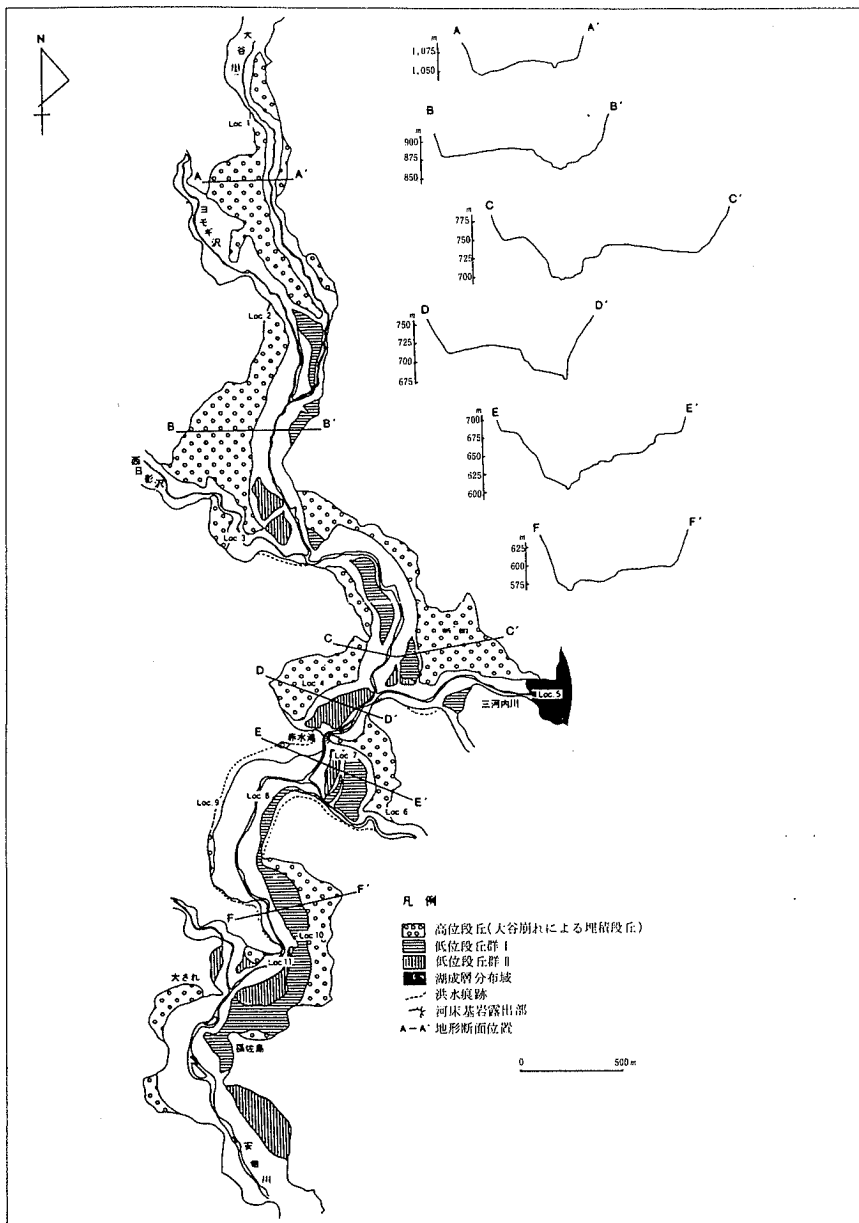 N
大谷川
Loc 1
A
A'
ヨモギ沢
Loc 2
B
B'
西日影沢
Loc 3
C
C'
Loc 4
D
D'
三河内川
Loc. 5
赤水滝
E
E'
Loc. 7
Loc. 6
Loc. 8
Loc. 9
F
F'
Loc 10
Loc 11
大ざれ
孫佐島
安倍川
A
A'
m
1,075
1,050
B
B'
m
900
875
850
C
C'
m
775
750
725
700
D
D'
m
750
725
700
675
E
E'
m
700
675
650
625
600
F
F'
m
625
600
575
凡 例
高位段丘(大谷崩れによる埋積段丘)
低位段丘群 I
低位段丘群 II
湖成層分布域
洪水痕跡
河床基岩露出部
A-A' 地形断面位置
0 500 m